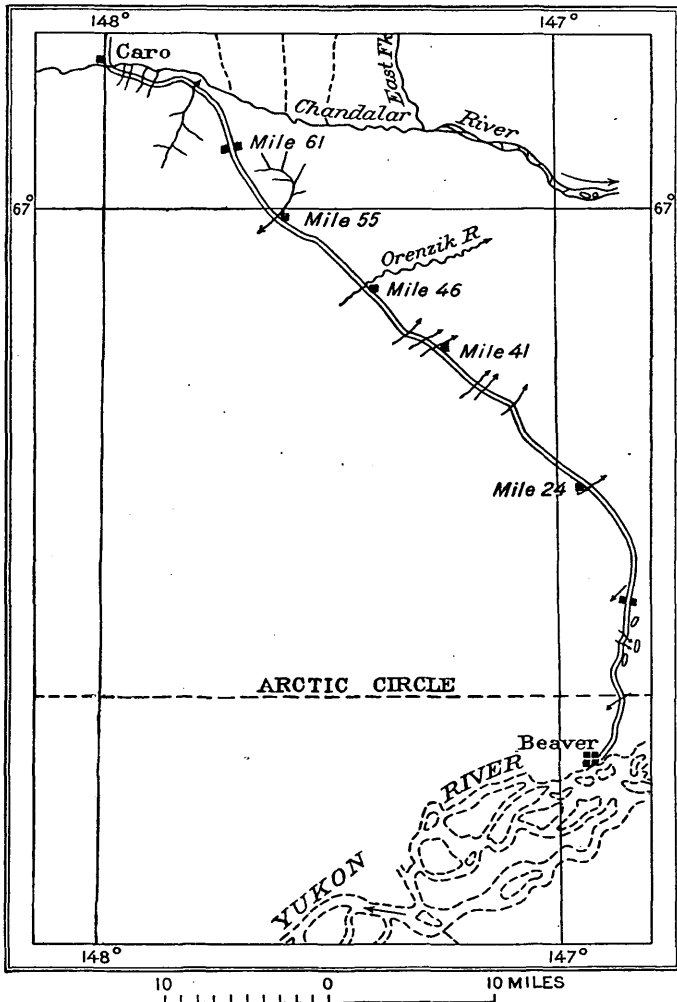 148° 147°
Caro
East Fk
Chandalar River
Mile 61
67° 67°
Mile 55
Orenzik R
Mile 46
Mile 41
Mile 24
ARCTIC CIRCLE
Beaver
YUKON RIVER
148° 147°
10 0 10 MILES